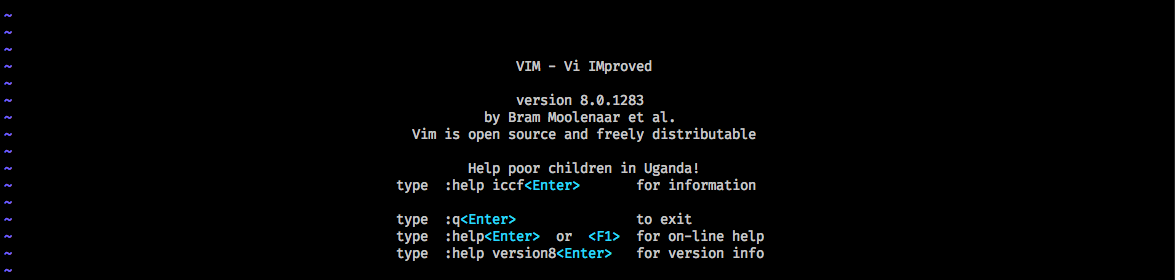 ~
~
~
~ VIM - Vi IMproved
~
~ version 8.0.1283
~ by Bram Moolenaar et al.
~ Vim is open source and freely distributable
~
~ Help poor children in Uganda!
~ type  :help iccf<Enter>       for information
~
~ type  :q<Enter>               to exit
~ type  :help<Enter>  or  <F1>  for on-line help
~ type  :help version8<Enter>   for version info
~